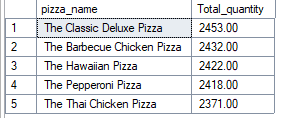 pizza_name Total_quantity
1 The Classic Deluxe Pizza 2453.00
2 The Barbecue Chicken Pizza 2432.00
3 The Hawaiian Pizza 2422.00
4 The Pepperoni Pizza 2418.00
5 The Thai Chicken Pizza 2371.00